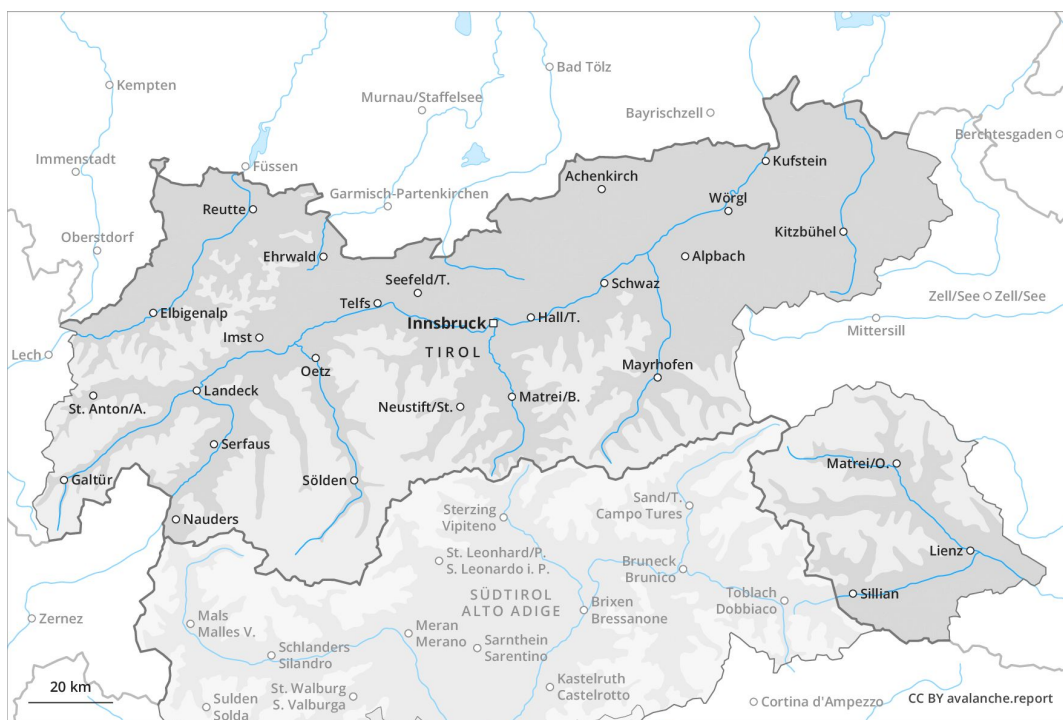 Kempten
Bad Tölz
Murnau/Staffelsee
Bayrischzell
Berchtesgaden
Immenstadt
Füssen
Kufstein
Garmisch-Partenkirchen
Achenkirch
Reutte
Wörgl
Oberstdorf
Kitzbühel
Ehrwald
Alpbach
Seefeld/T.
Schwaz
Telfs
Zell/See
Zell/See
Elbigenalp
Innsbruck
Hall/T.
Mittersill
Imst
TIROL
Lech
Oetz
Mayrhofen
Landeck
St. Anton/A.
Neustift/St.
Matrei/B.
Serfaus
Matrei/O.
Galtür
Sölden
Sand/T.
Campo Tures
Sterzing
Vipiteno
Nauders
Lienz
St. Leonhard/P.
S. Leonardo i. P.
Bruneck
Brunico
SÜDTIROL
ALTO ADIGE
Sillian
Toblach
Dobbiaco
Brixen
Bressanone
Zernez
Mals
Malles V.
Meran
Merano
Sarnthein
Sarentino
Schlanders
Silandro
Kastelruth
Castelrotto
20 km
St. Walburg
S. Valburga
Sulden
Solda
Cortina d'Ampezzo
CC BY avalanche.report